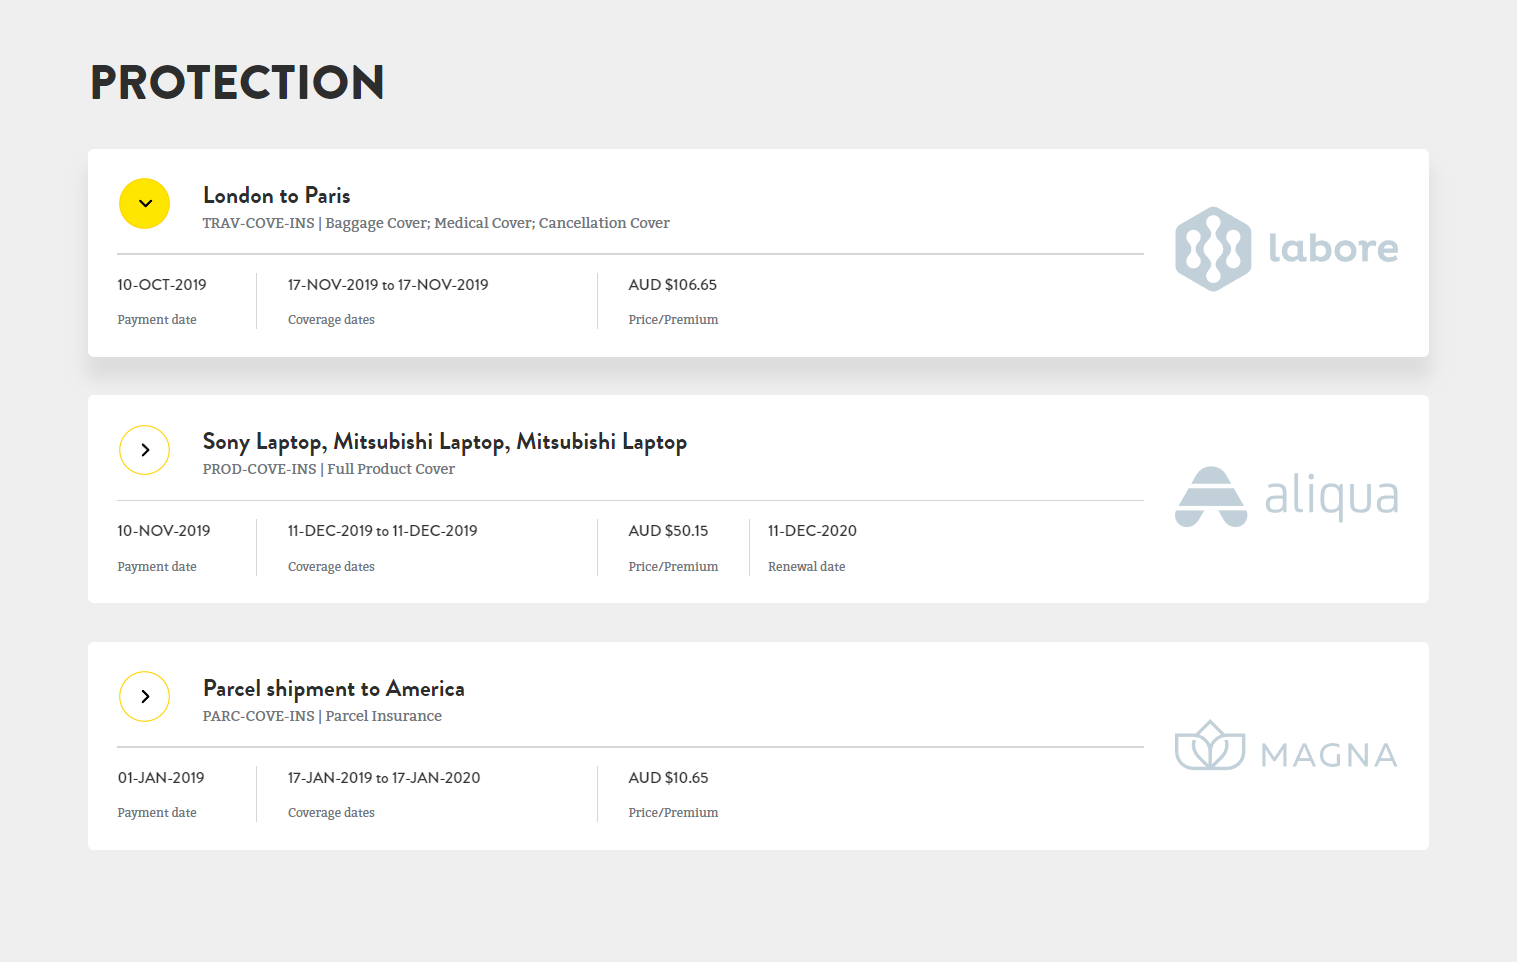 PROTECTION
London to Paris
TRAV-COVE-INS | Baggage Cover; Medical Cover; Cancellation Cover
labore
10-OCT-2019 17-NOV-2019 to 17-NOV-2019 AUD $106.65
Payment date Coverage dates Price/Premium
Sony Laptop, Mitsubishi Laptop, Mitsubishi Laptop
PROD-COVE-INS | Full Product Cover
aliqua
10-NOV-2019 11-DEC-2019 to 11-DEC-2019 AUD $50.15 11-DEC-2020
Payment date Coverage dates Price/Premium Renewal date
Parcel shipment to America
PARC-COVE-INS | Parcel Insurance
MAGNA
01-JAN-2019 17-JAN-2019 to 17-JAN-2020 AUD $10.65
Payment date Coverage dates Price/Premium